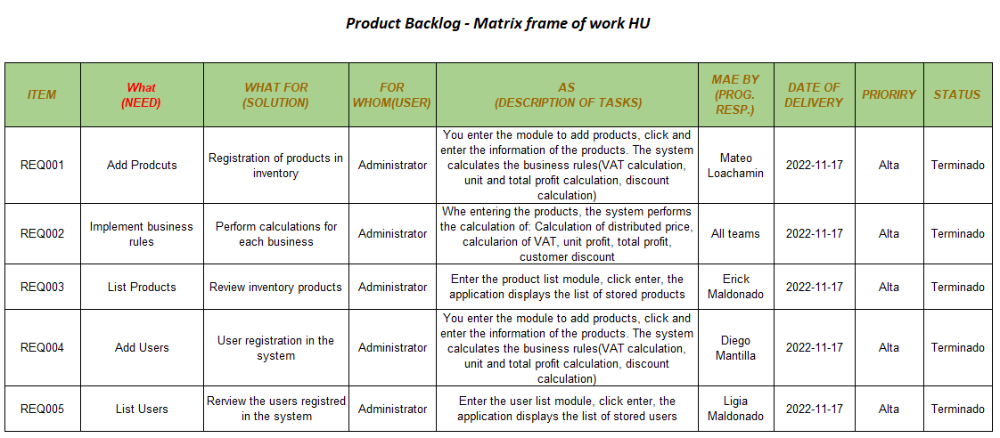 Product Backlog - Matrix frame of work HU
ITEM
What
(NEED)
WHAT FOR
(SOLUTION)
FOR
WHOM(USER)
AS
(DESCRIPTION OF TASKS)
MAE BY
(PROG.
RESP.)
DATE OF
DELIVERY
PRIORIRY
STATUS
REQ001
Add Prodcuts
Registration of products in
inventory
Administrator
You enter the module to add products, click and
enter the information of the products. The system
calculates the business rules(VAT calculation,
unit and total profit calculation, discount
calculation)
Mateo
Loachamin
2022-11-17
Alta
Terminado
REQ002
Implement business
rules
Perform calculations for
each business
Administrator
Whe entering the products, the system performs
the calculation of: Calculation of distributed price,
calcularion of VAT, unit profit, total profit,
customer discount
All teams
2022-11-17
Alta
Terminado
REQ003
List Products
Review inventory products
Administrator
Enter the product list module, click enter, the
application displays the list of stored products
Erick
Maldonado
2022-11-17
Alta
Terminado
REQ004
Add Users
User registration in the
system
Administrator
You enter the module to add products, click and
enter the information of the products. The system
calculates the business rules(VAT calculation,
unit and total profit calculation, discount
calculation)
Diego
Mantilla
2022-11-17
Alta
Terminado
REQ005
List Users
Review the users registred
in the system
Administrator
Enter the user list module, click enter, the
application displays the list of stored users
Ligia
Maldonado
2022-11-17
Alta
Terminado